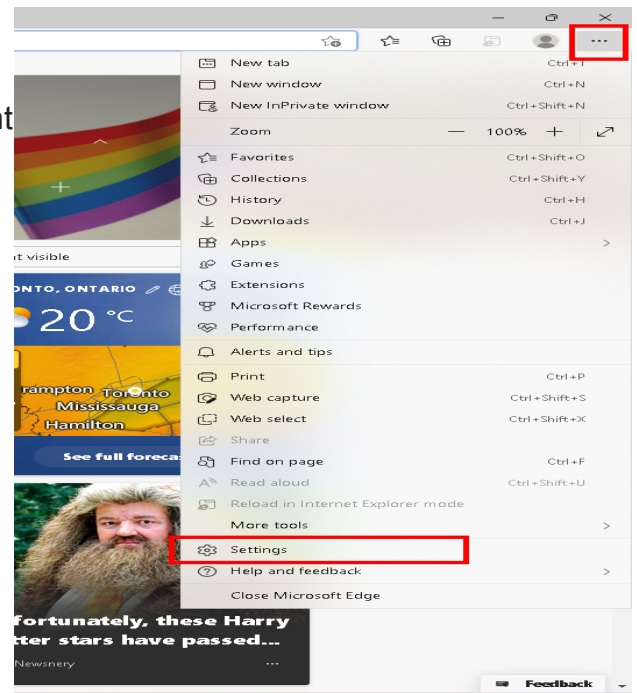 New tab Ctrl+T
New window Ctrl+N
New InPrivate window Ctrl+Shift+N
Zoom — 100% +
Favorites Ctrl+Shift+O
Collections Ctrl+Shift+Y
History Ctrl+H
Downloads Ctrl+J
Apps >
Games
Extensions
Microsoft Rewards
Performance
Alerts and tips
Print Ctrl+P
Web capture Ctrl+Shift+S
Web select Ctrl+Shift+X
Share
Find on page Ctrl+F
Read aloud Ctrl+Shift+U
Reload in Internet Explorer mode
More tools >
Settings
Help and feedback >
Close Microsoft Edge
nt
nt visible
ONTO, ONTARIO
20 °C
rampton Toronto
Mississauga
Hamilton
See full foreca
fortunately, these Harry
tter stars have passed...
Newsnery ...
Feedback